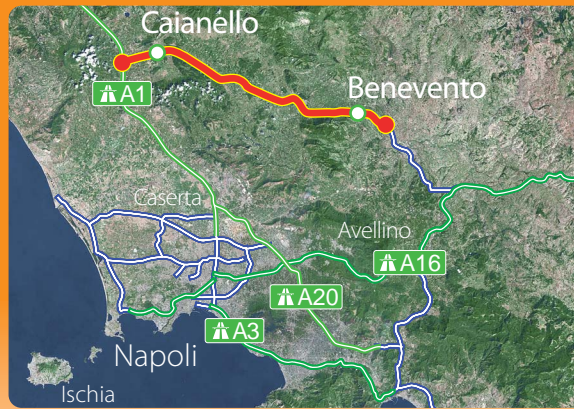 Caianello
A1
Benevento
Caserta
Avellino
A16
A20
A3
Napoli
Ischia